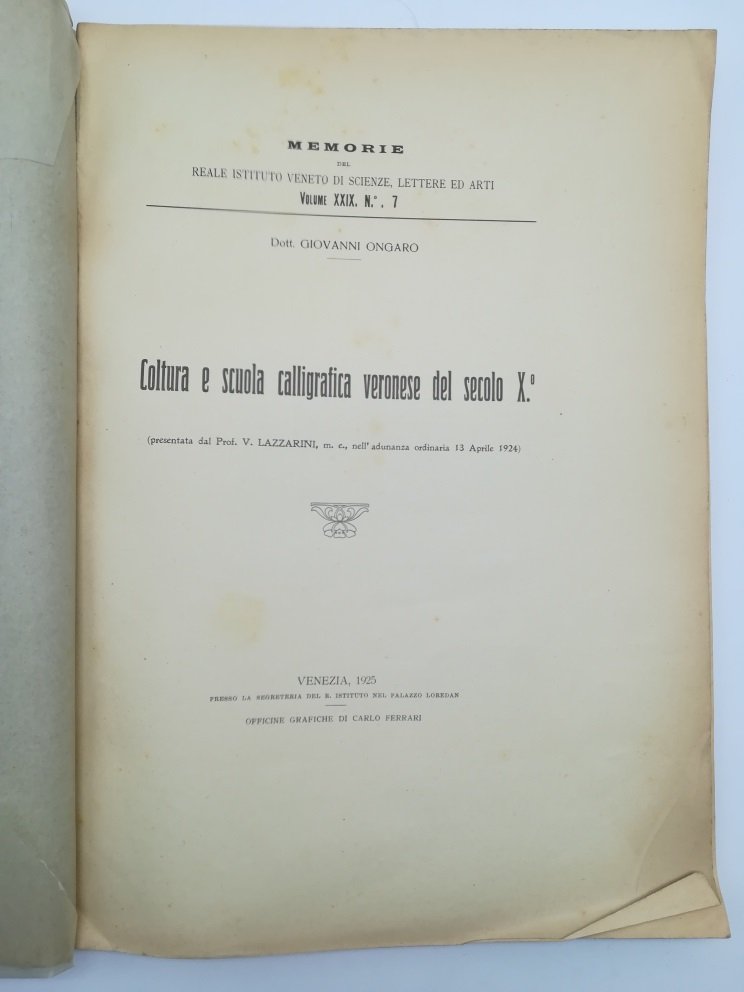 MEMORIE
DEL
REALE ISTITUTO VENETO DI SCIENZE, LETTERE ED ARTI
VOLUME XXIX. N.° . 7
Dott. GIOVANNI ONGARO
Coltura e scuola calligrafica veronese del secolo X.°
(presentata dal Prof. V. LAZZARINI, m. e., nell' adunanza ordinaria 13 Aprile 1924)
VENEZIA, 1925
PRESSO LA SEGRETERIA DEL R. ISTITUTO NEL PALAZZO LOREDAN
OFFICINE GRAFICHE DI CARLO FERRARI